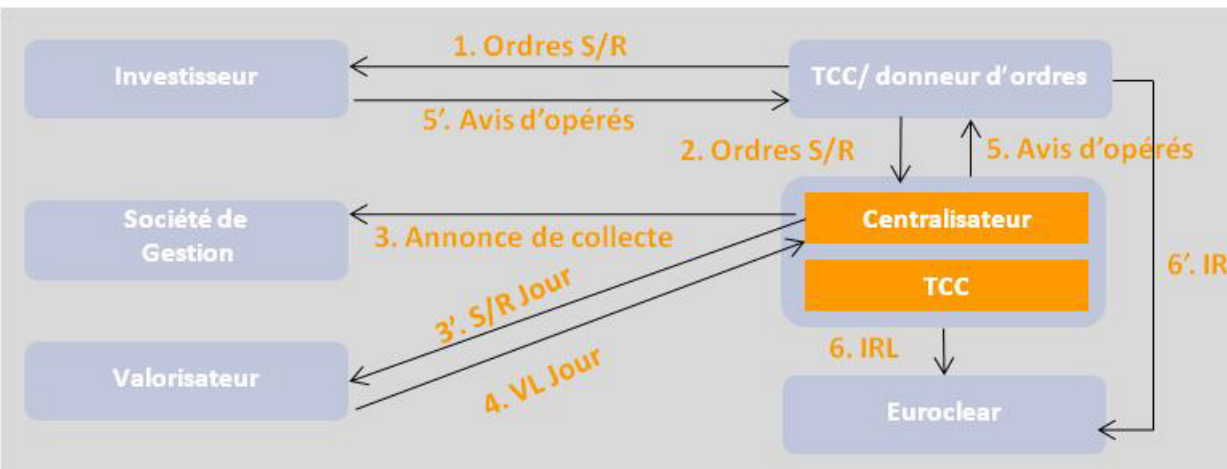 1. Ordres S/R
Investisseur
TCC/ donneur d'ordres
5'. Avis d'opérés
2. Ordres S/R
5. Avis d'opérés
Société de
Gestion
Centralisateur
3. Annonce de collecte
6'. IR
TCC
3'. S/R Jour
6. IRL
4. VL Jour
Valorisateur
Euroclear